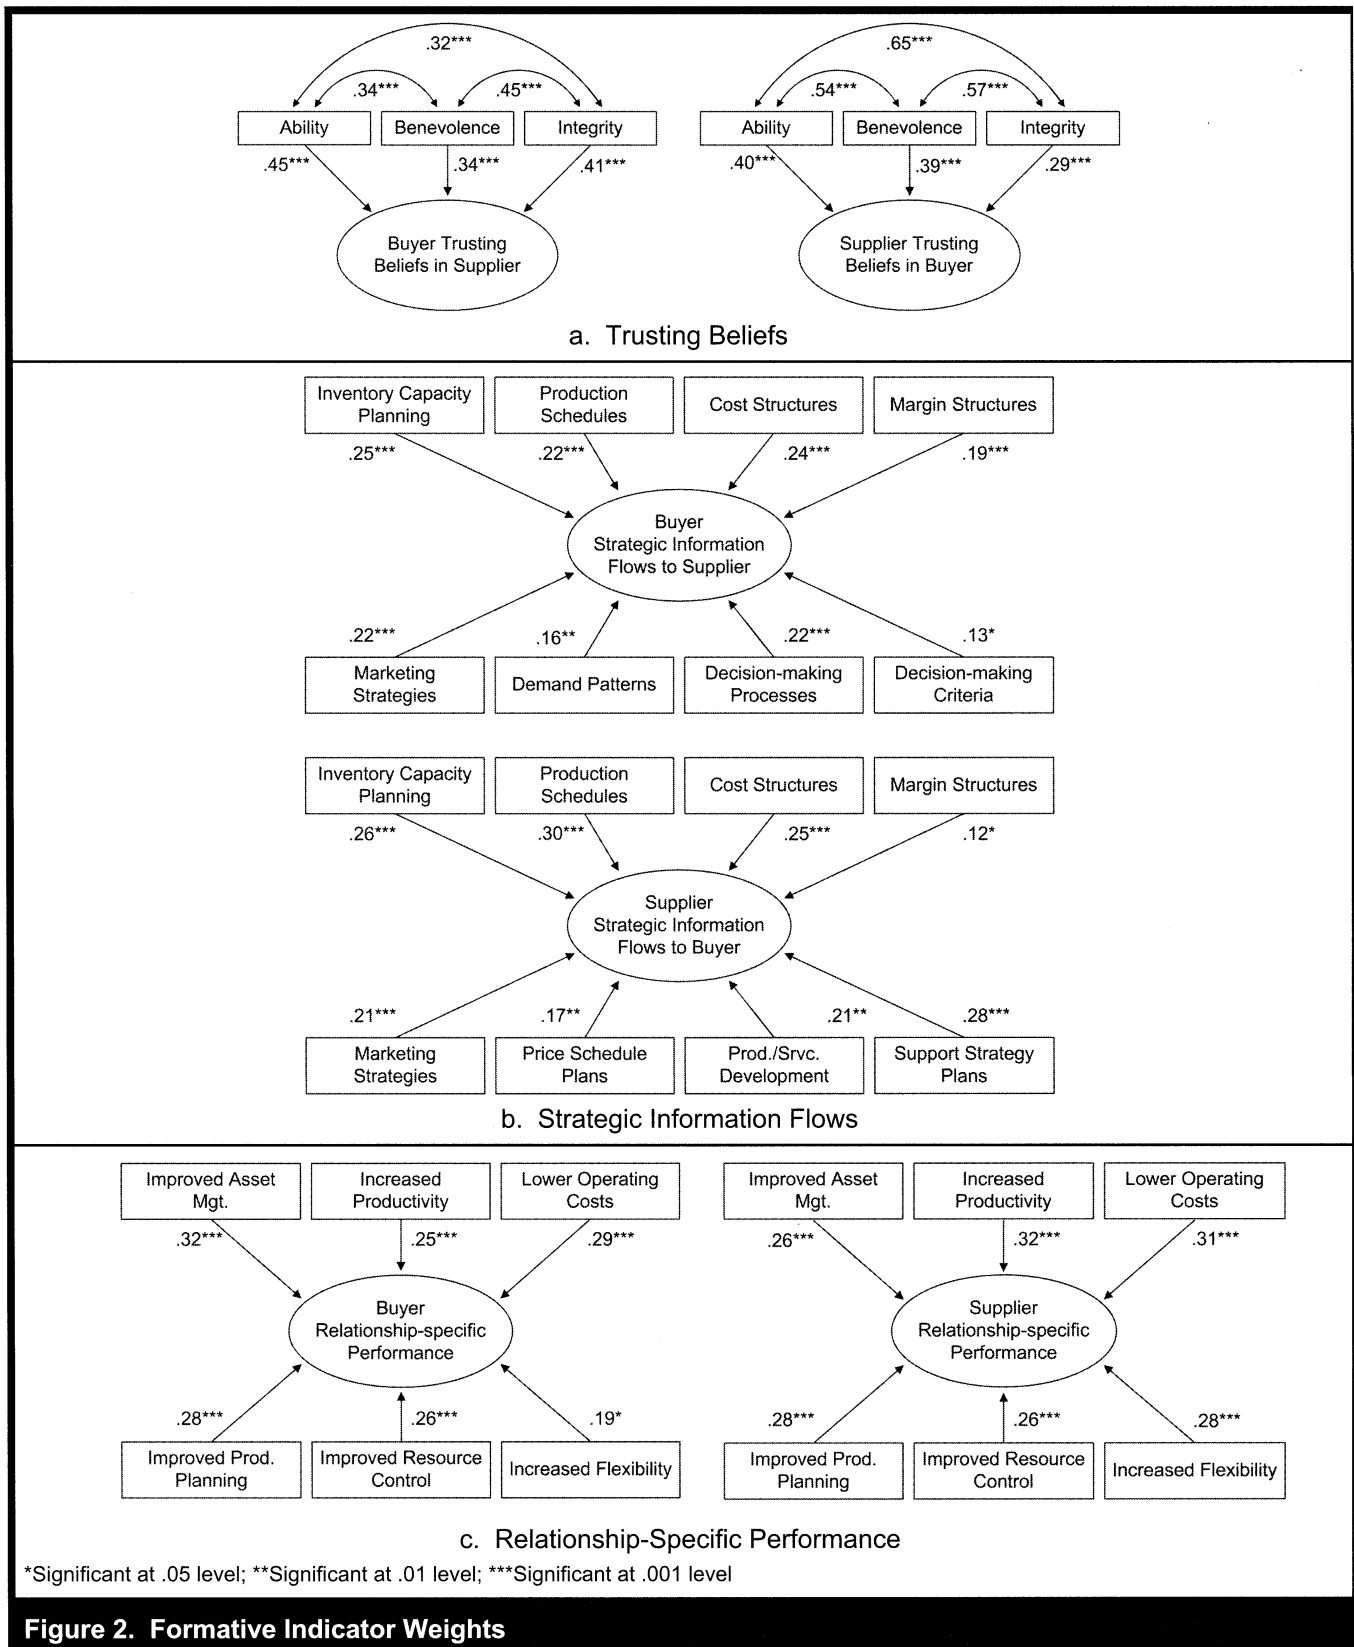 .32***
.65***
.34***
.45***
.54***
.57***
Ability
Benevolence
Integrity
Ability
Benevolence
Integrity
.45***
.34***
.41***
.40***
.39***
.29***
Buyer Trusting
Beliefs in Supplier
Supplier Trusting
Beliefs in Buyer
a. Trusting Beliefs
Inventory Capacity
Planning
Production
Schedules
Cost Structures
Margin Structures
.25***
.22***
.24***
.19***
Buyer
Strategic Information
Flows to Supplier
.22***
.16**
.22***
.13*
Marketing
Strategies
Demand Patterns
Decision-making
Processes
Decision-making
Criteria
Inventory Capacity
Planning
Production
Schedules
Cost Structures
Margin Structures
.26***
.30***
.25***
.12*
Supplier
Strategic Information
Flows to Buyer
.21***
.17**
.21**
.28***
Marketing
Strategies
Price Schedule
Plans
Prod./Srvc.
Development
Support Strategy
Plans
b. Strategic Information Flows
Improved Asset
Mgt.
Increased
Productivity
Lower Operating
Costs
Improved Asset
Mgt.
Increased
Productivity
Lower Operating
Costs
.32***
.25***
.29***
.26***
.32***
.31***
Buyer
Relationship-specific
Performance
Supplier
Relationship-specific
Performance
.28***
.26***
.19*
.28***
.26***
.28***
Improved Prod.
Planning
Improved Resource
Control
Increased Flexibility
Improved Prod.
Planning
Improved Resource
Control
Increased Flexibility
c. Relationship-Specific Performance
*Significant at .05 level; **Significant at .01 level; ***Significant at .001 level
Figure 2. Formative Indicator Weights